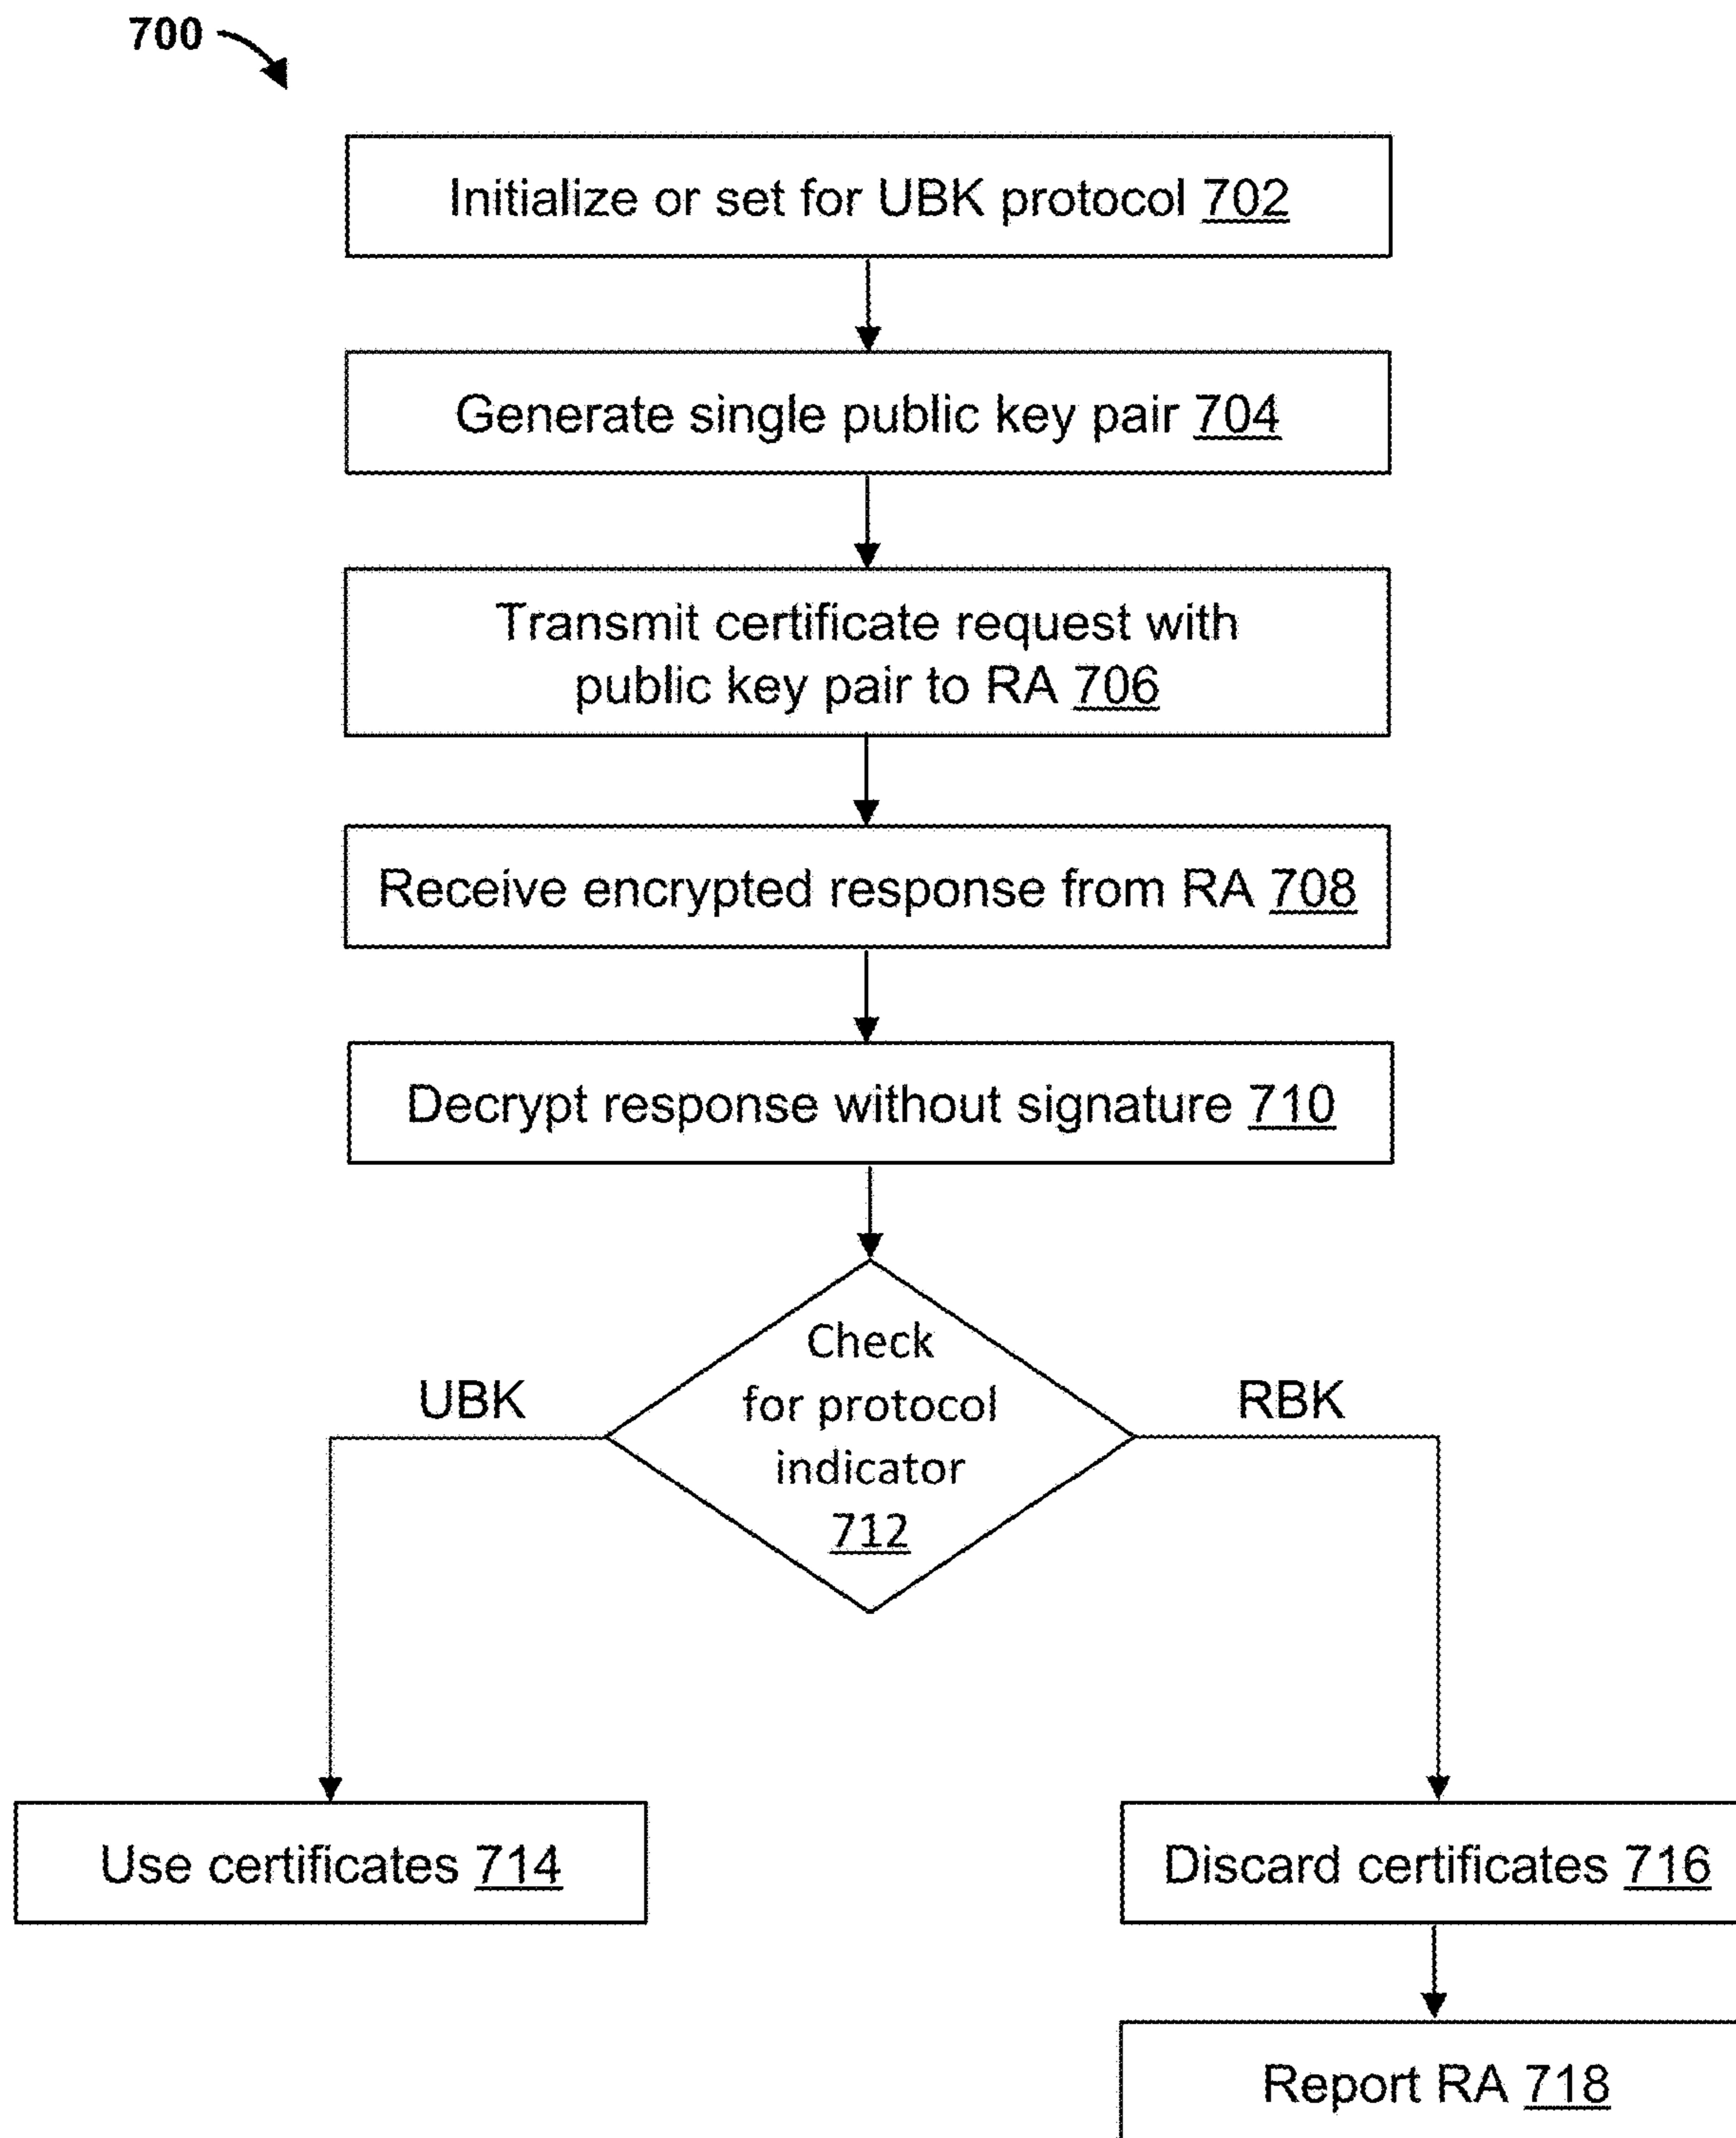 700
Initialize or set for UBK protocol 702
Generate single public key pair 704
Transmit certificate request with
public key pair to RA 706
Receive encrypted response from RA 708
Decrypt response without signature 710
Check
for protocol
indicator
712
UBK
RBK
Use certificates 714
Discard certificates 716
Report RA 718